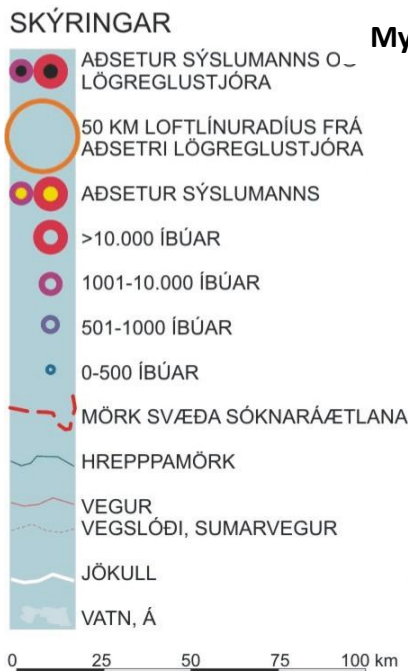 SKÝRINGAR
My
AÐSETUR SÝSLUMANNS OG
LÖGREGLUSTJÓRA
50 KM LOFTLÍNURADÍUS FRÁ
AÐSETRI LÖGREGLUSTJÓRA
AÐSETUR SÝSLUMANNS
>10.000 ÍBÚAR
1001-10.000 ÍBÚAR
501-1000 ÍBÚAR
0-500 ÍBÚAR
MÖRK SVÆÐA SÓKNARÁÆTLANA
HREPPPAMÖRK
VEGUR
VEGSLÓÐI, SUMARVEGUR
JÖKULL
VATN, Á
0 25 50 75 100 km